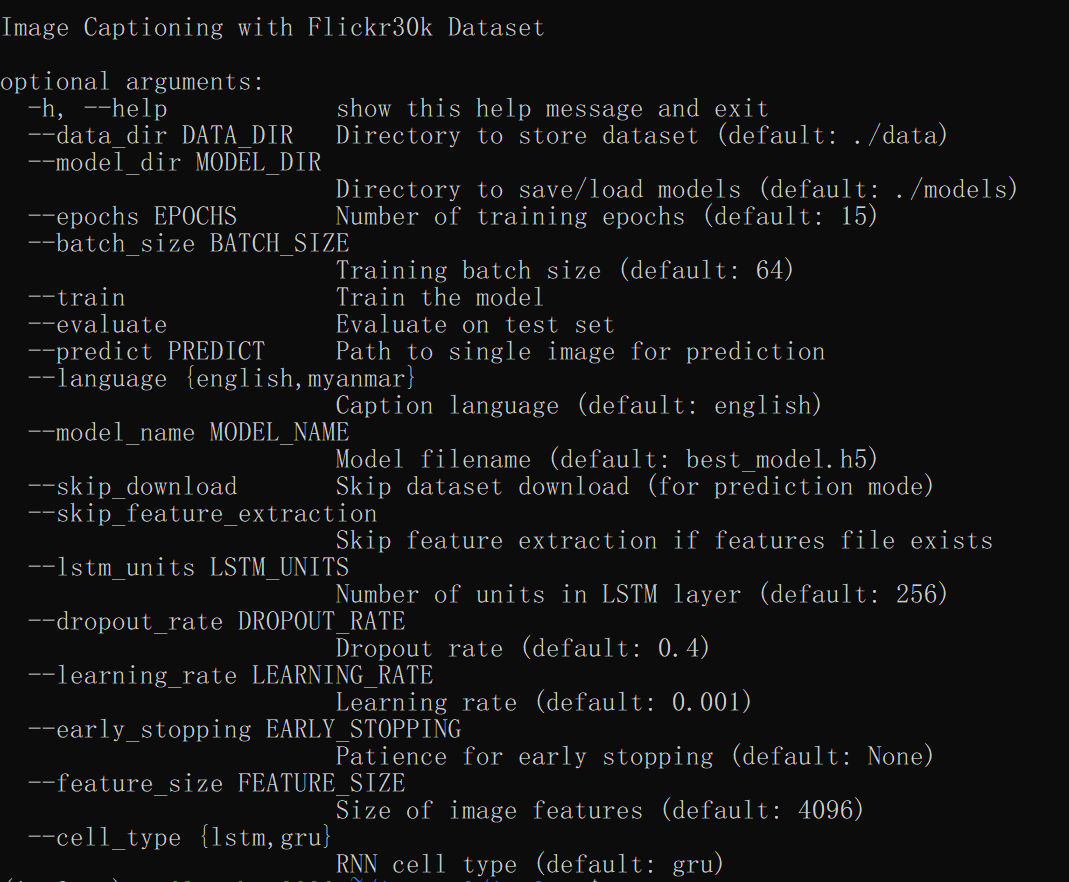 Image Captioning with Flickr30k Dataset
optional arguments:
-h, --help show this help message and exit
--data_dir DATA_DIR Directory to store dataset (default: ./data)
--model_dir MODEL_DIR
Directory to save/load models (default: ./models)
--epochs EPOCHS Number of training epochs (default: 15)
--batch_size BATCH_SIZE
Training batch size (default: 64)
--train Train the model
--evaluate Evaluate on test set
--predict PREDICT Path to single image for prediction
--language {english,myanmar}
Caption language (default: english)
--model_name MODEL_NAME
Model filename (default: best_model.h5)
--skip_download Skip dataset download (for prediction mode)
--skip_feature_extraction
Skip feature extraction if features file exists
--lstm_units LSTM_UNITS
Number of units in LSTM layer (default: 256)
--dropout_rate DROPOUT_RATE
Dropout rate (default: 0.4)
--learning_rate LEARNING_RATE
Learning rate (default: 0.001)
--early_stopping EARLY_STOPPING
Patience for early stopping (default: None)
--feature_size FEATURE_SIZE
Size of image features (default: 4096)
--cell_type {lstm,gru}
RNN cell type (default: gru)